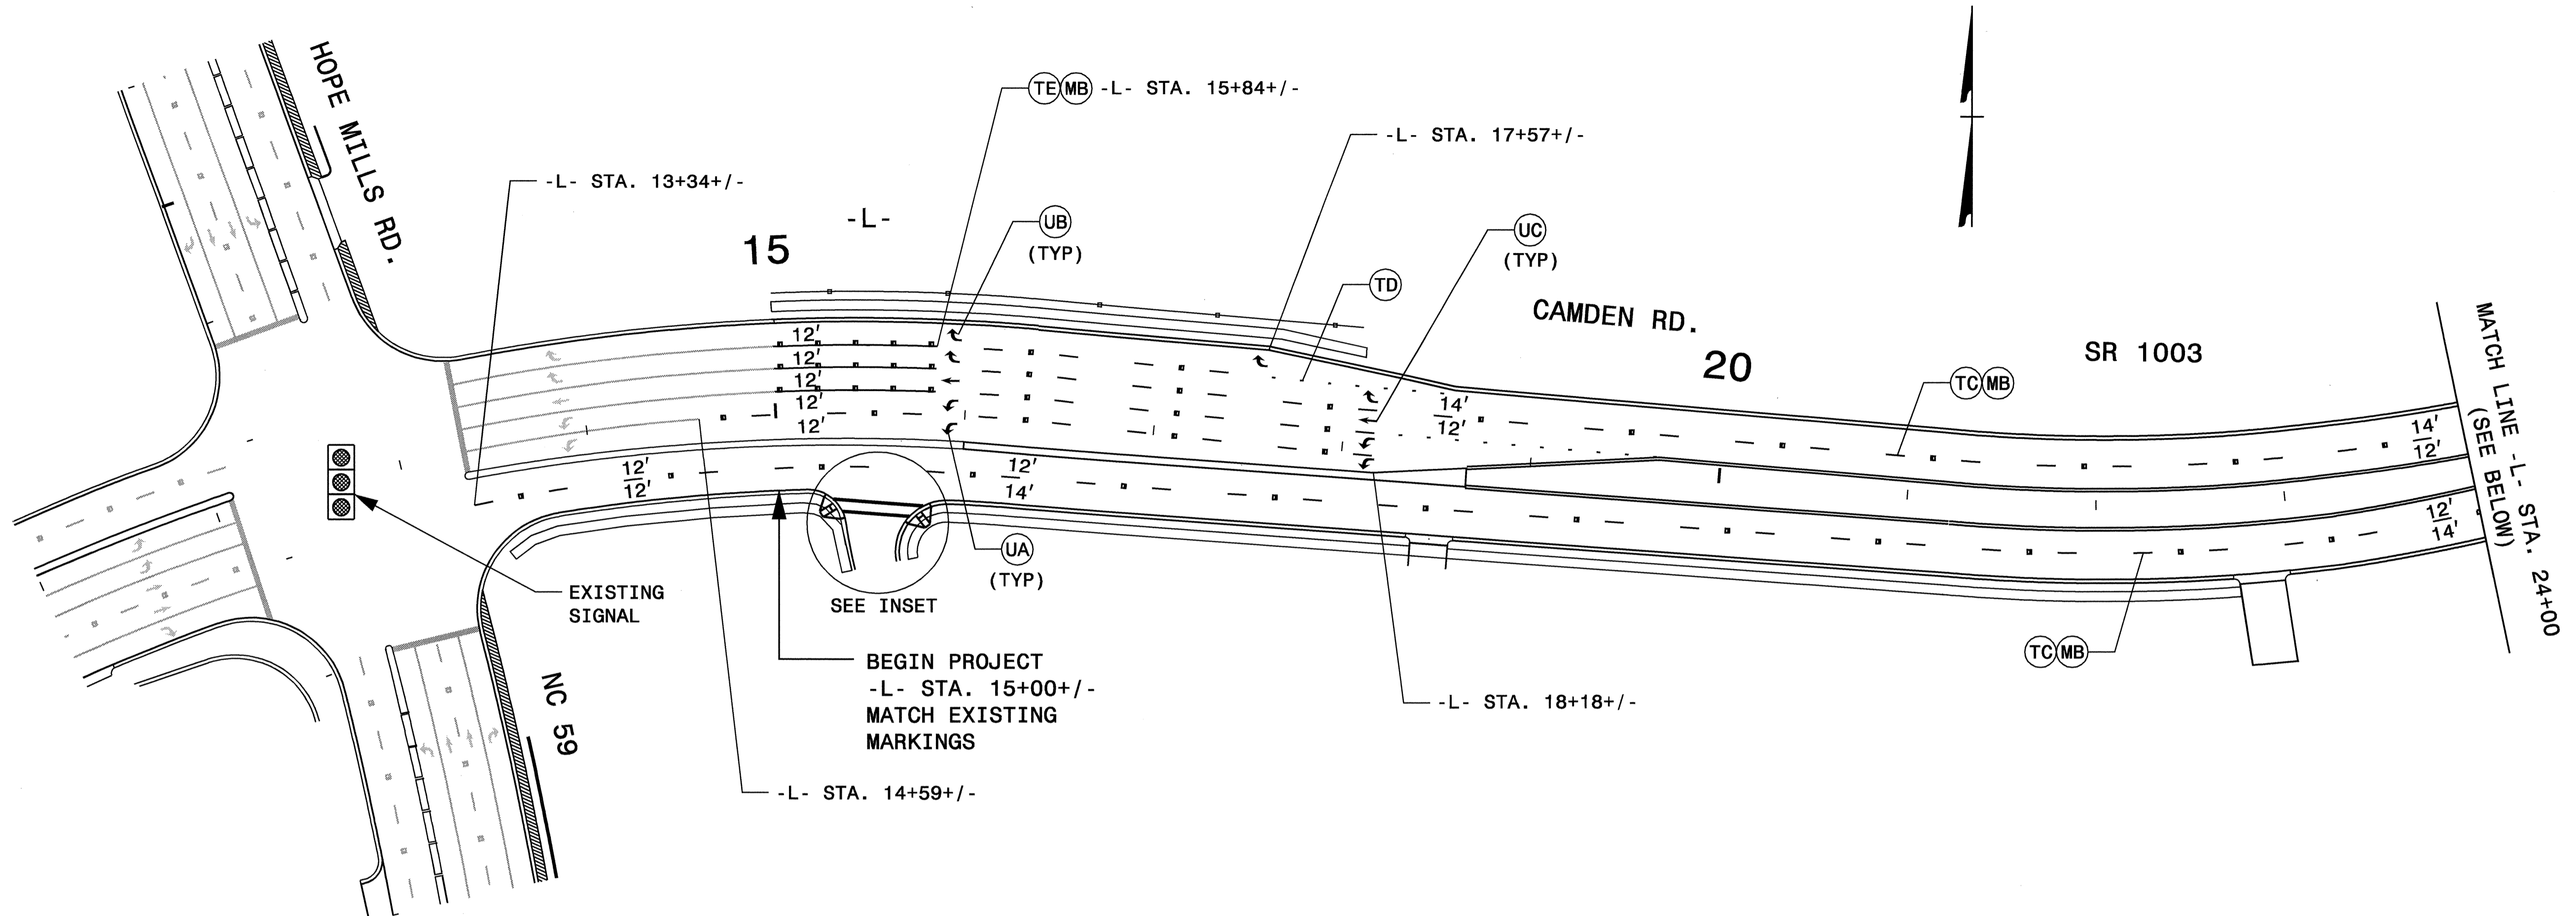 HOPE MILLS RD.
TE MB -L- STA. 15+84+/-
-L- STA. 17+57+/-
-L- STA. 13+34+/-
-L-
15
UB
(TYP)
UC
(TYP)
TD
CAMDEN RD.
20
SR 1003
MATCH LINE -L- STA. 24+00
(SEE BELOW)
TC MB
12'
12'
12'
12'
12'
14'
12'
14'
12'
12'
12'
12'
14'
12'
14'
UA
(TYP)
SEE INSET
EXISTING
SIGNAL
BEGIN PROJECT
-L- STA. 15+00+/-
MATCH EXISTING
MARKINGS
TC MB
NC 59
-L- STA. 18+18+/-
-L- STA. 14+59+/-